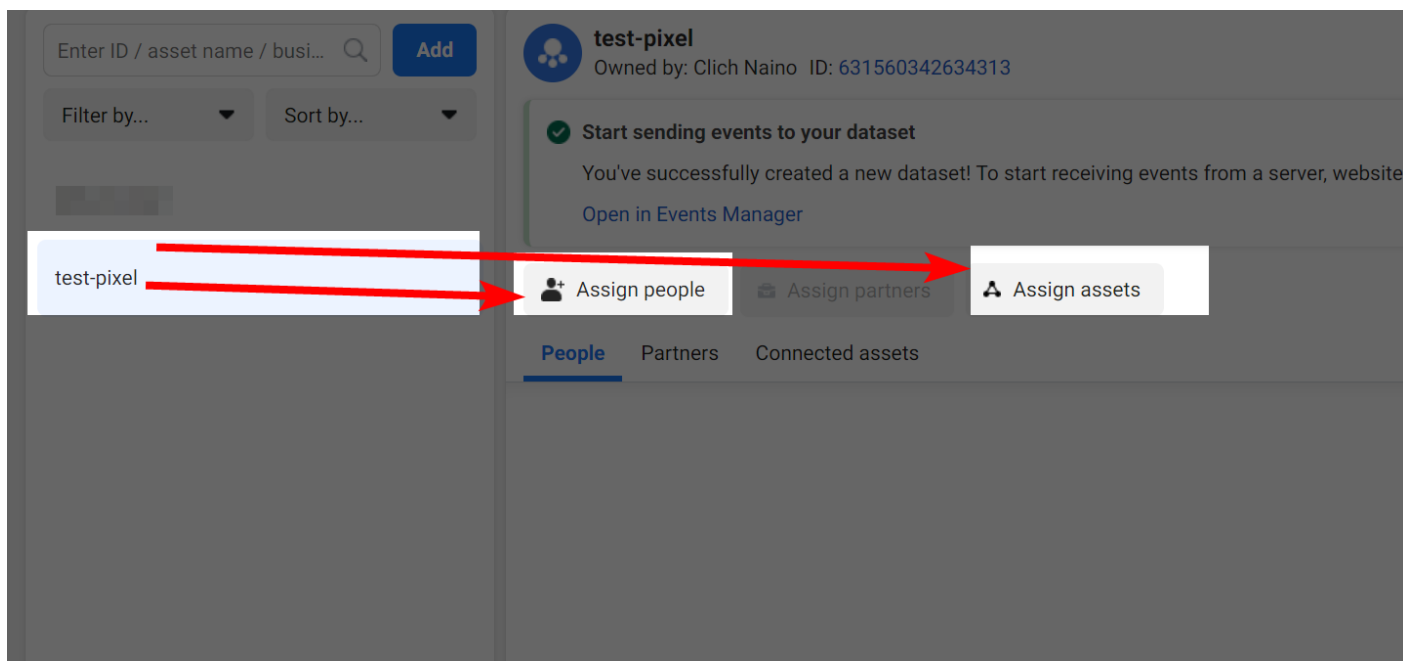 Enter ID / asset name / busi...
Add
Filter by...
Sort by...
test-pixel
test-pixel
Owned by: Clich Naino ID: 631560342634313
Start sending events to your dataset
You've successfully created a new dataset! To start receiving events from a server, website
Open in Events Manager
Assign people
Assign partners
Assign assets
People
Partners
Connected assets